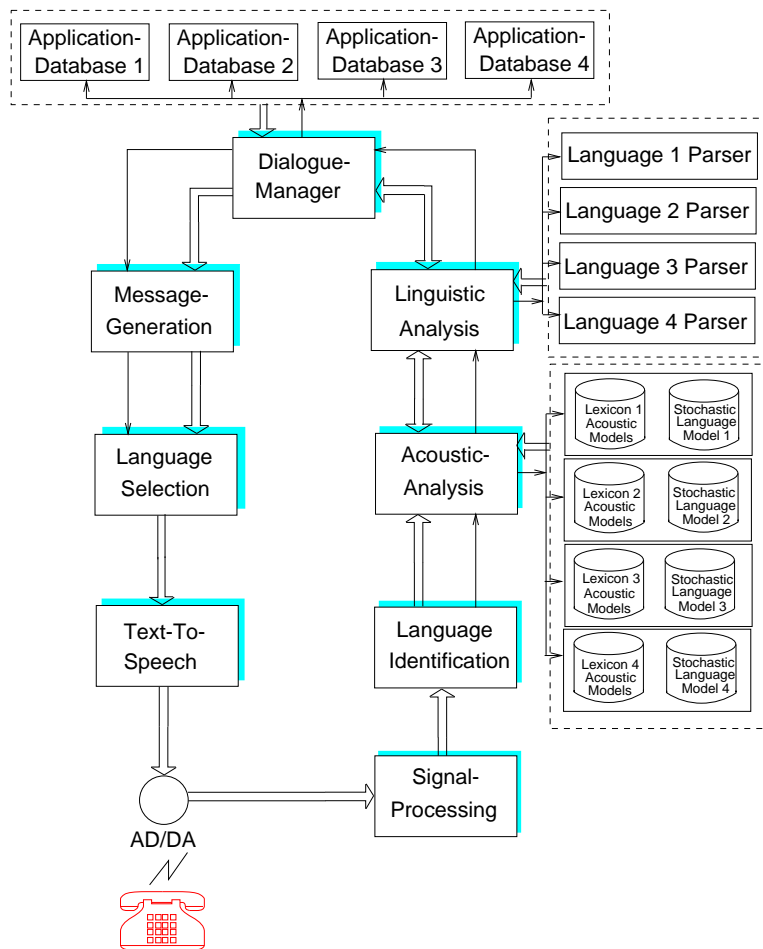 Application-
Database 1
Application-
Database 2
Application-
Database 3
Application-
Database 4
Dialogue-
Manager
Language 1 Parser
Language 2 Parser
Language 3 Parser
Language 4 Parser
Message-
Generation
Linguistic
Analysis
Lexicon 1
Acoustic
Models
Stochastic
Language
Model 1
Language
Selection
Acoustic-
Analysis
Lexicon 2
Acoustic
Models
Stochastic
Language
Model 2
Lexicon 3
Acoustic
Models
Stochastic
Language
Model 3
Text-To-
Speech
Language
Identification
Lexicon 4
Acoustic
Models
Stochastic
Language
Model 4
Signal-
Processing
AD/DA